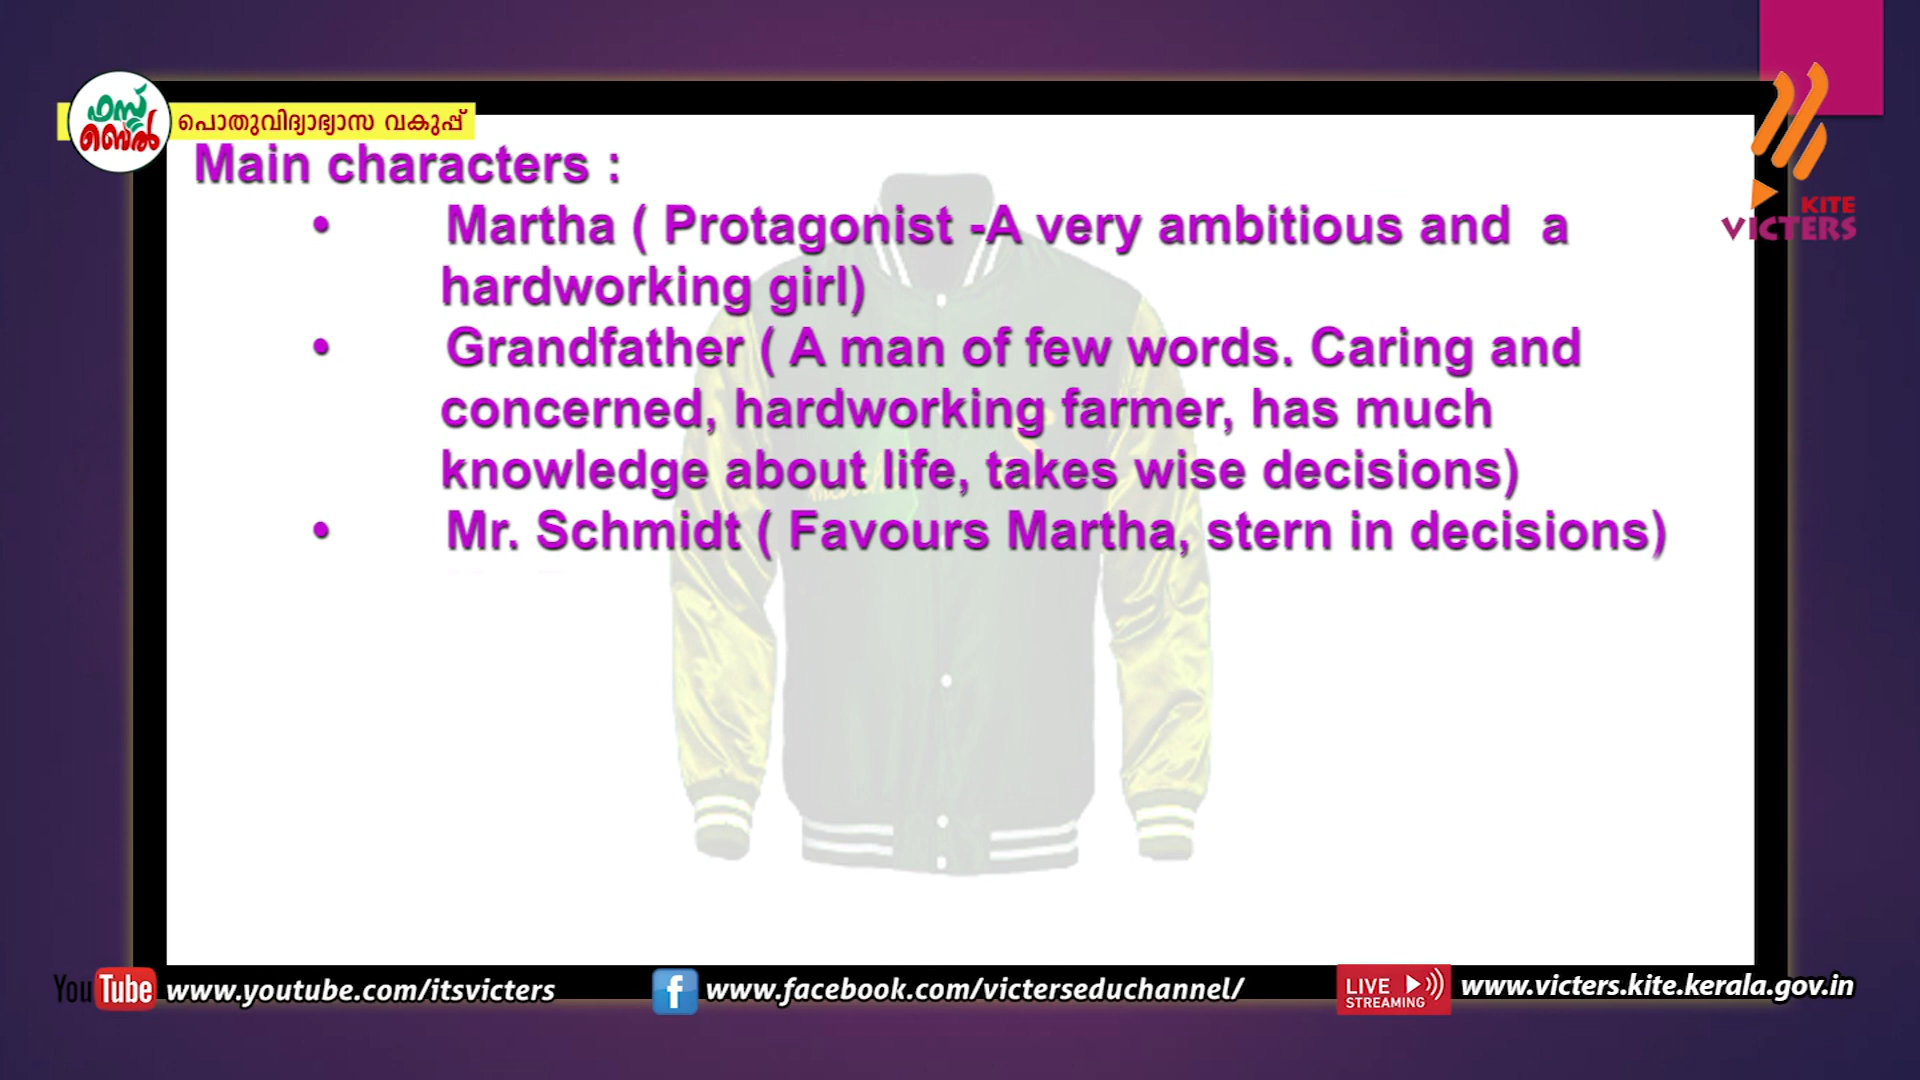 ഫസ്റ്റ്
ബെൽ
പൊതുവിദ്യാഭ്യാസ വകുപ്പ്
KITE
VICTERS
Main characters :
• Martha ( Protagonist -A very ambitious and a
hardworking girl)
• Grandfather ( A man of few words. Caring and
concerned, hardworking farmer, has much
knowledge about life, takes wise decisions)
• Mr. Schmidt ( Favours Martha, stern in decisions)
YouTube www.youtube.com/itsvicters
f www.facebook.com/victerseduchannel/
LIVE STREAMING www.victers.kite.kerala.gov.in